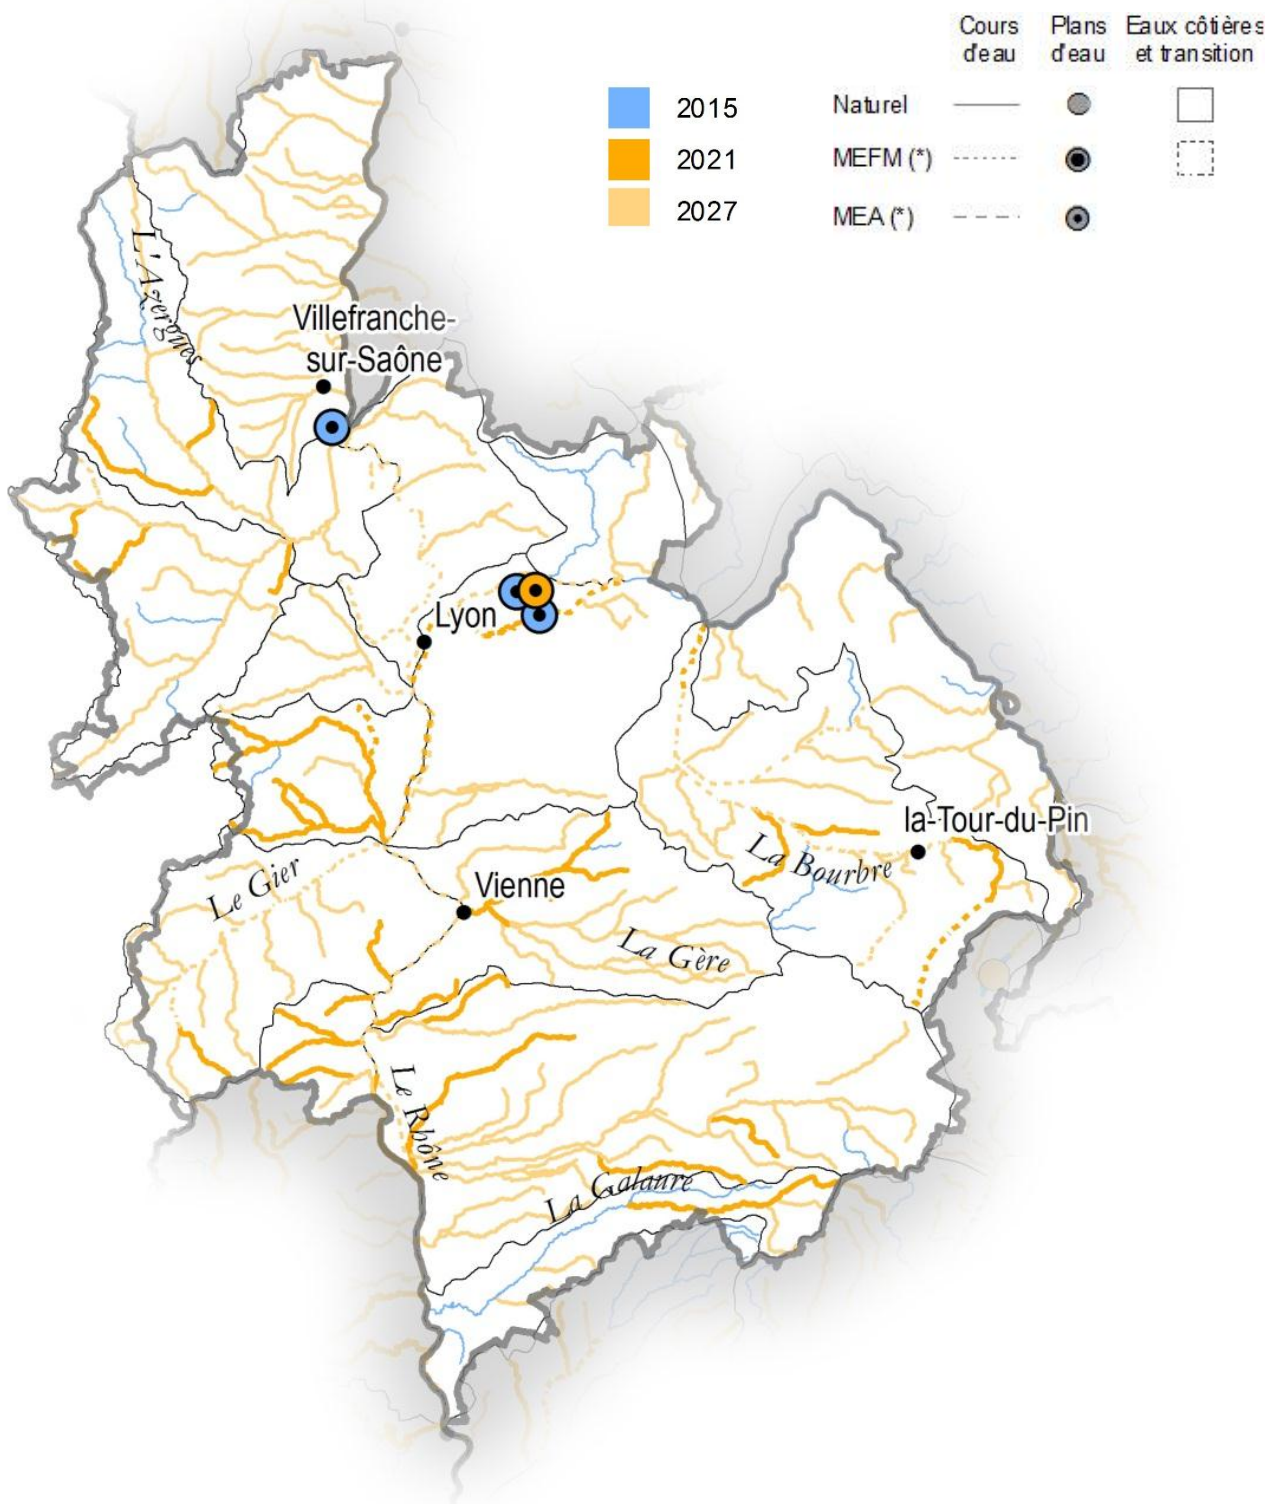 Cours
d'eau
Plans
d'eau
Eaux côtières
et transition
2015
Naturel
2021
MEFM (*)
2027
MEA (*)
L'Azergues
Villefranche-
sur-Saône
Lyon
la-Tour-du-Pin
La Bourbre
Le Gier
Vienne
La Gère
Le Rhône
La Galaure